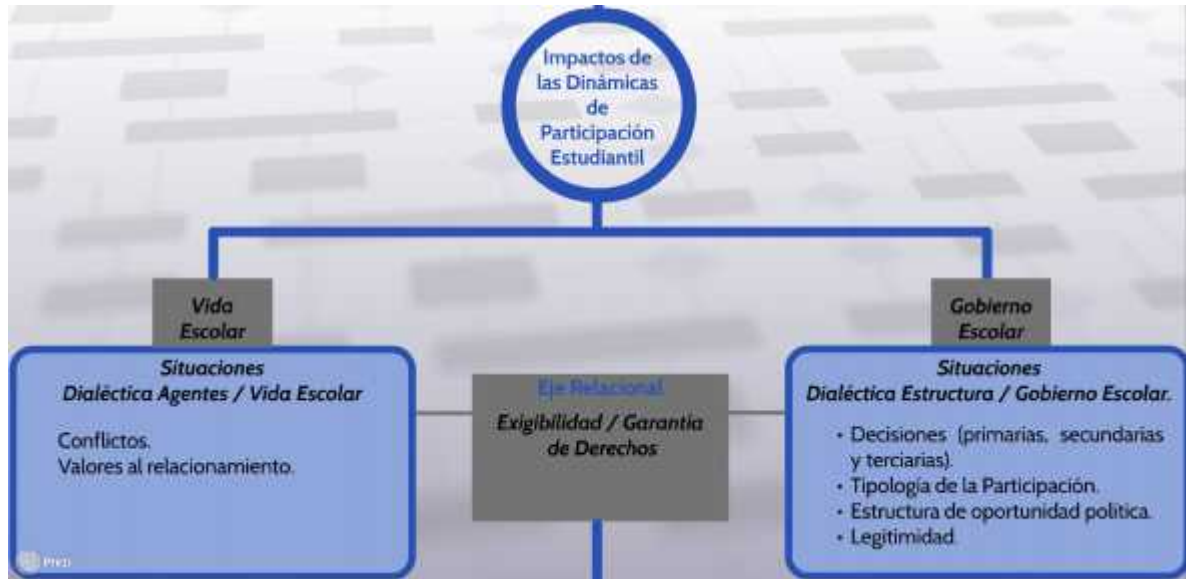 Impactos de
las Dinámicas
de
Participación
Estudiantil
Vida
Escolar
Situaciones
Dialéctica Agentes / Vida Escolar
Conflictos.
Valores al relacionamiento.
Eje Relacional
Exigibilidad / Garantía
de Derechos
Gobierno
Escolar
Situaciones
Dialéctica Estructura / Gobierno Escolar.
• Decisiones (primarias, secundarias
y terciarias).
• Tipología de la Participación.
• Estructura de oportunidad política.
• Legitimidad.